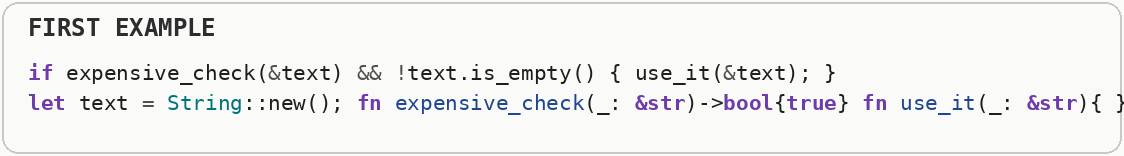 FIRST EXAMPLE
if expensive_check(&text) && !text.is_empty() { use_it(&text); }
let text = String::new(); fn expensive_check(_: &str)->bool{true} fn use_it(_: &str){ }